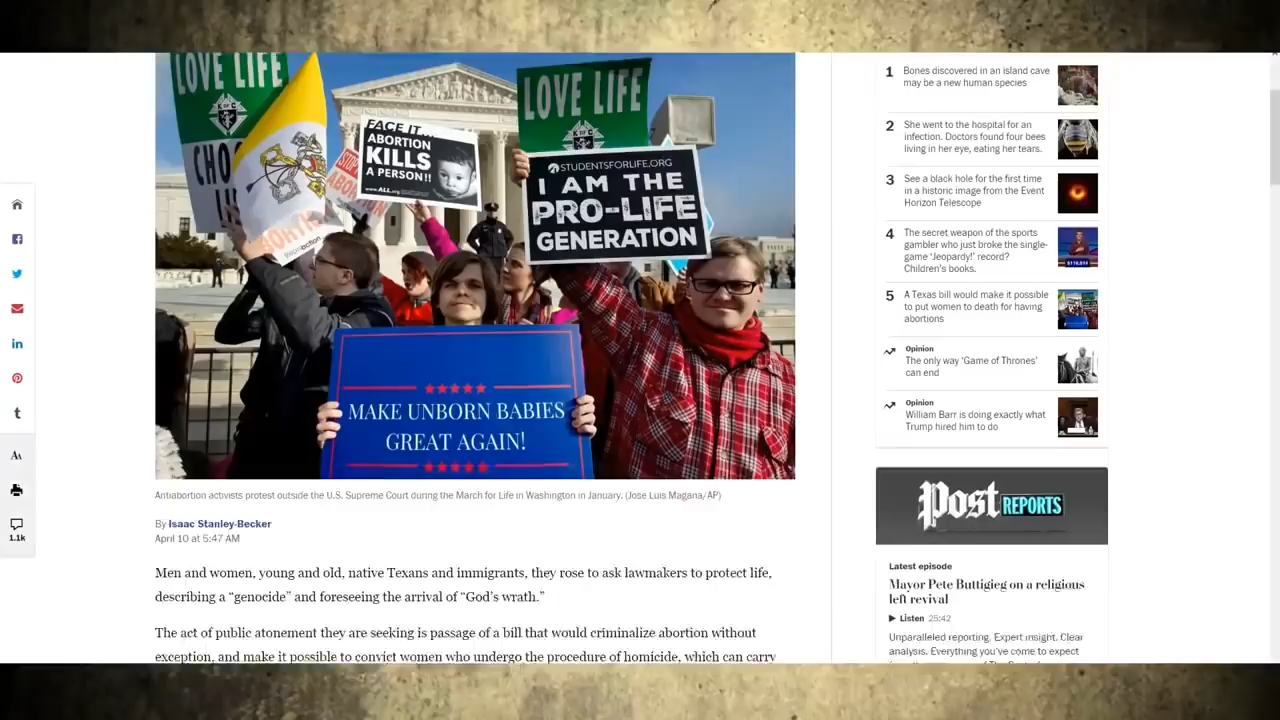 LOVE LIFE
K of C
CHO
LI
FACE IT...
ABORTION
KILLS
A PERSON!!
www.ALL.org
LOVE LIFE
K of C
STUDENTSFORLIFE.ORG
I AM THE
PRO-LIFE
GENERATION
MAKE UNBORN BABIES
GREAT AGAIN!
Antiabortion activists protest outside the U.S. Supreme Court during the March for Life in Washington in January. (Jose Luis Magana/AP)
By Isaac Stanley-Becker
April 10 at 5:47 AM
Men and women, young and old, native Texans and immigrants, they rose to ask lawmakers to protect life,
describing a “genocide” and foreseeing the arrival of “God’s wrath.”
The act of public atonement they are seeking is passage of a bill that would criminalize abortion without
exception, and make it possible to convict women who undergo the procedure of homicide, which can carry
f
in
t
AA
1.1k
1
Bones discovered in an island cave
may be a new human species
2
She went to the hospital for an
infection. Doctors found four bees
living in her eye, eating her tears.
3
See a black hole for the first time
in a historic image from the Event
Horizon Telescope
4
The secret weapon of the sports
gambler who just broke the single-
game ‘Jeopardy!’ record?
Children’s books.
5
A Texas bill would make it possible
to put women to death for having
abortions
Opinion
The only way ‘Game of Thrones’
can end
Opinion
William Barr is doing exactly what
Trump hired him to do
Post REPORTS
Latest episode
Mayor Pete Buttigieg on a religious
left revival
Listen 25:42
Unparalleled reporting. Expert insight. Clear
analysis. Everything you’ve come to expect